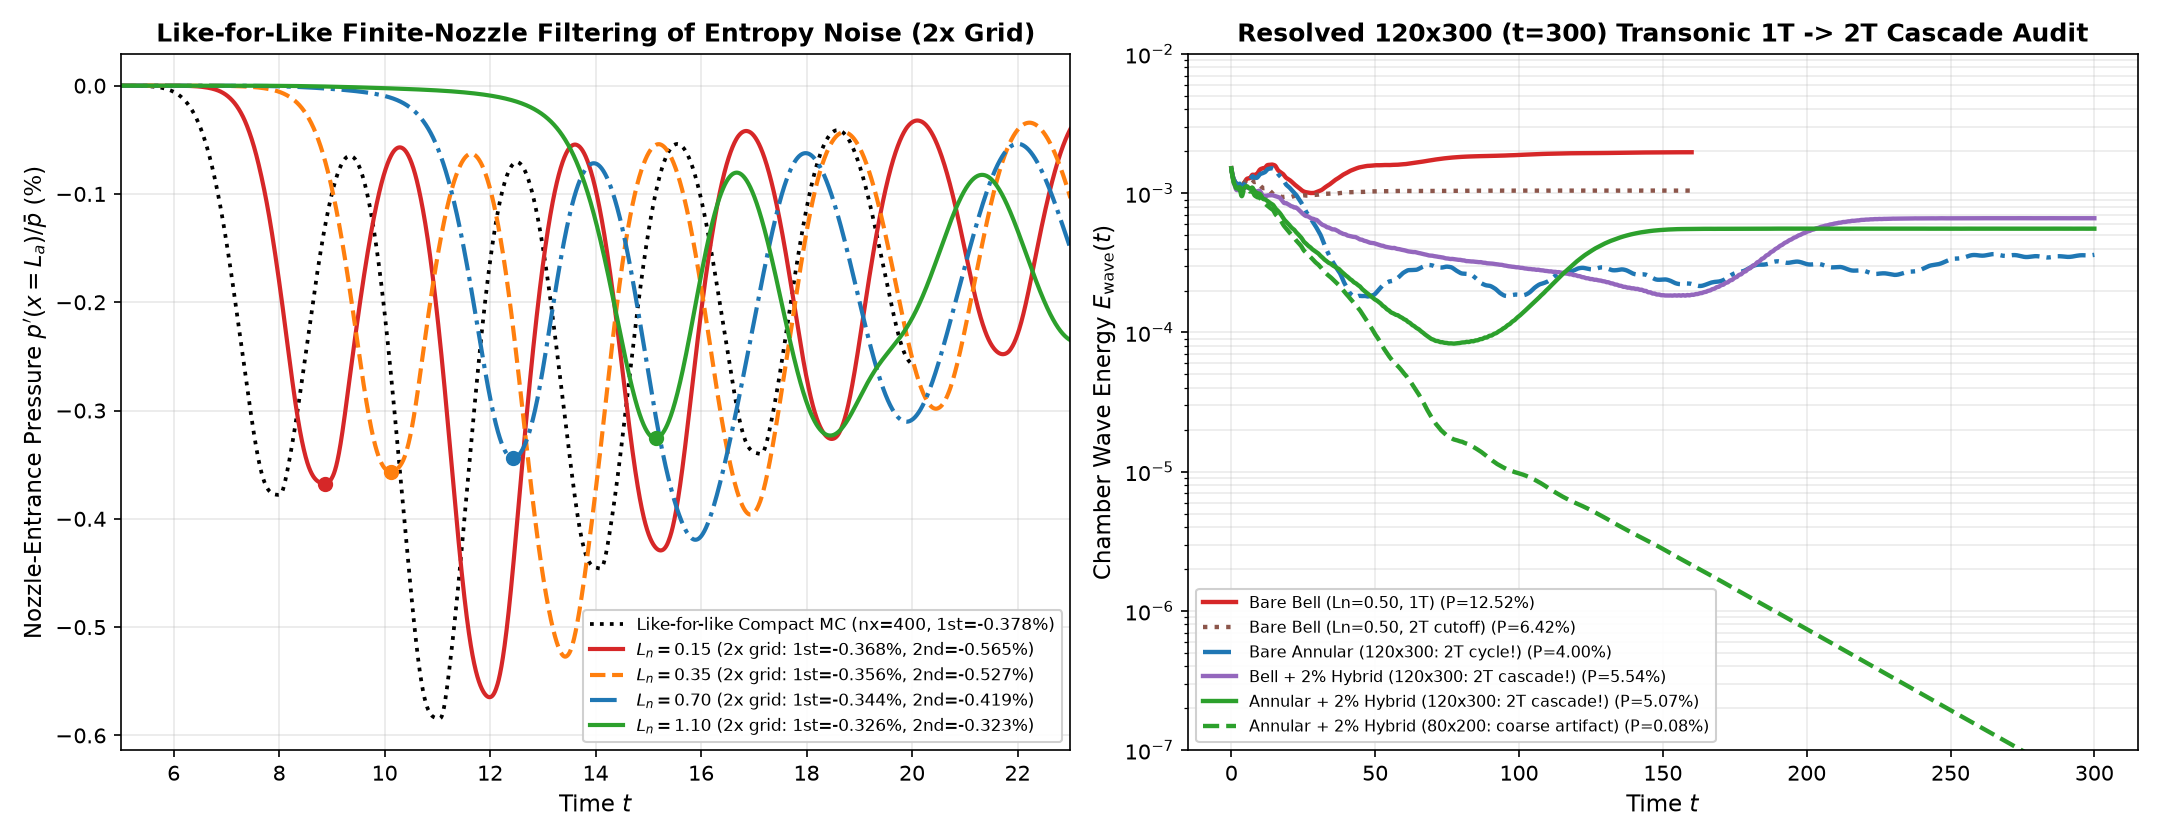 Like-for-Like Finite-Nozzle Filtering of Entropy Noise (2x Grid)
Nozzle-Entrance Pressure p′(x = Lₐ)/p̄ (%)
0.0
−0.1
−0.2
−0.3
−0.4
−0.5
−0.6
Like-for-like Compact MC (nx=400, 1st=-0.378%)
Lₙ = 0.15 (2x grid: 1st=-0.368%, 2nd=-0.565%)
Lₙ = 0.35 (2x grid: 1st=-0.356%, 2nd=-0.527%)
Lₙ = 0.70 (2x grid: 1st=-0.344%, 2nd=-0.419%)
Lₙ = 1.10 (2x grid: 1st=-0.326%, 2nd=-0.323%)
6 8 10 12 14 16 18 20 22
Time t
Resolved 120x300 (t=300) Transonic 1T -> 2T Cascade Audit
Chamber Wave Energy E_wave(t)
10⁻²
10⁻³
10⁻⁴
10⁻⁵
10⁻⁶
10⁻⁷
Bare Bell (Ln=0.50, 1T) (P=12.52%)
Bare Bell (Ln=0.50, 2T cutoff) (P=6.42%)
Bare Annular (120x300: 2T cycle!) (P=4.00%)
Bell + 2% Hybrid (120x300: 2T cascade!) (P=5.54%)
Annular + 2% Hybrid (120x300: 2T cascade!) (P=5.07%)
Annular + 2% Hybrid (80x200: coarse artifact) (P=0.08%)
0 50 100 150 200 250 300
Time t